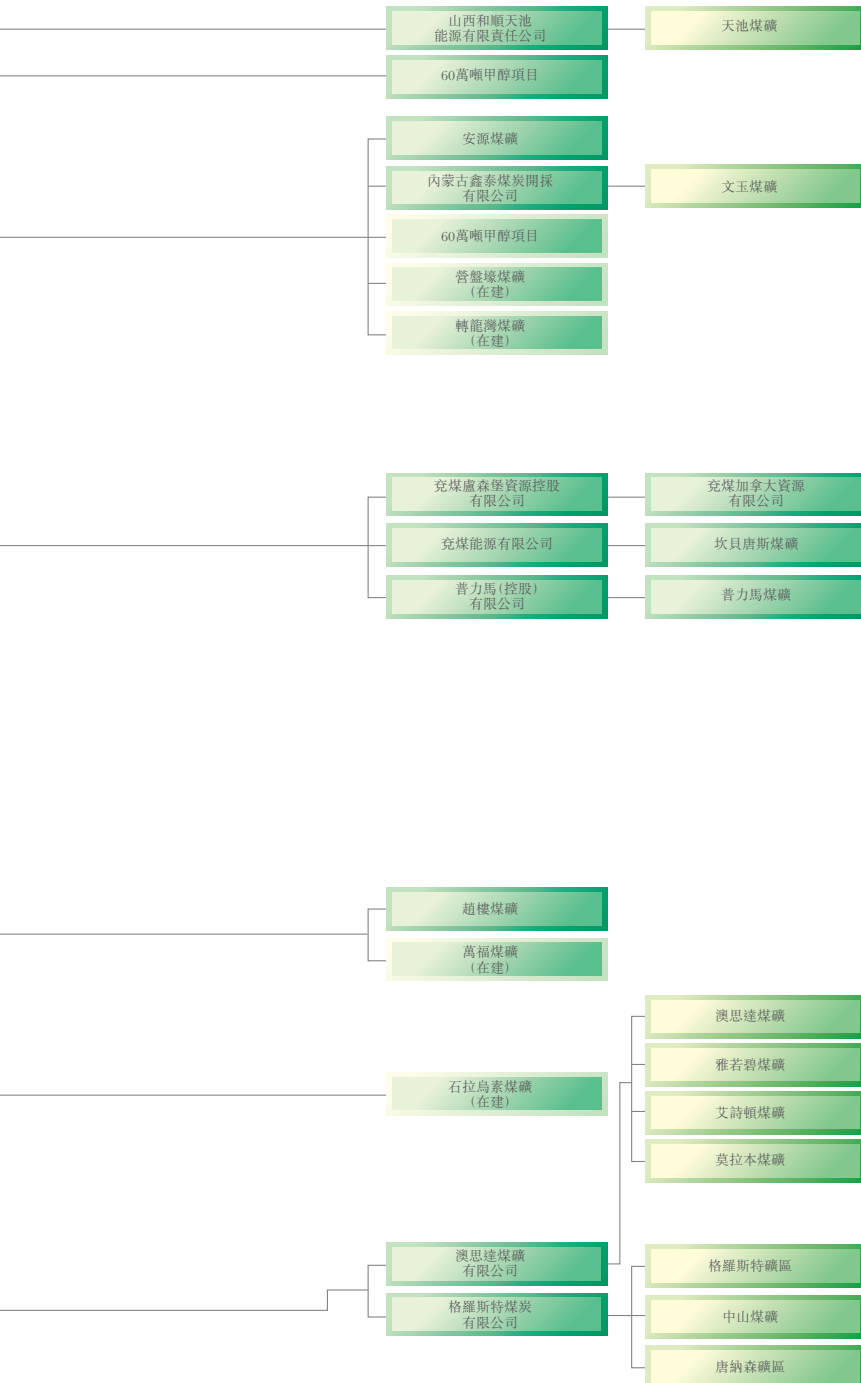 山西和順天池
能源有限責任公司
天池煤礦
60萬噸甲醇項目
安源煤礦
內蒙古鑫泰煤炭開採
有限公司
文玉煤礦
60萬噸甲醇項目
營盤壕煤礦
(在建)
轉龍灣煤礦
(在建)
兗煤盧森堡資源控股
有限公司
兗煤加拿大資源
有限公司
兗煤能源有限公司
坎貝唐斯煤礦
普力馬(控股)
有限公司
普力馬煤礦
趙樓煤礦
萬福煤礦
(在建)
澳思達煤礦
雅若碧煤礦
石拉烏素煤礦
(在建)
艾詩頓煤礦
莫拉本煤礦
澳思達煤礦
有限公司
格羅斯特礦區
格羅斯特煤炭
有限公司
中山煤礦
唐納森礦區